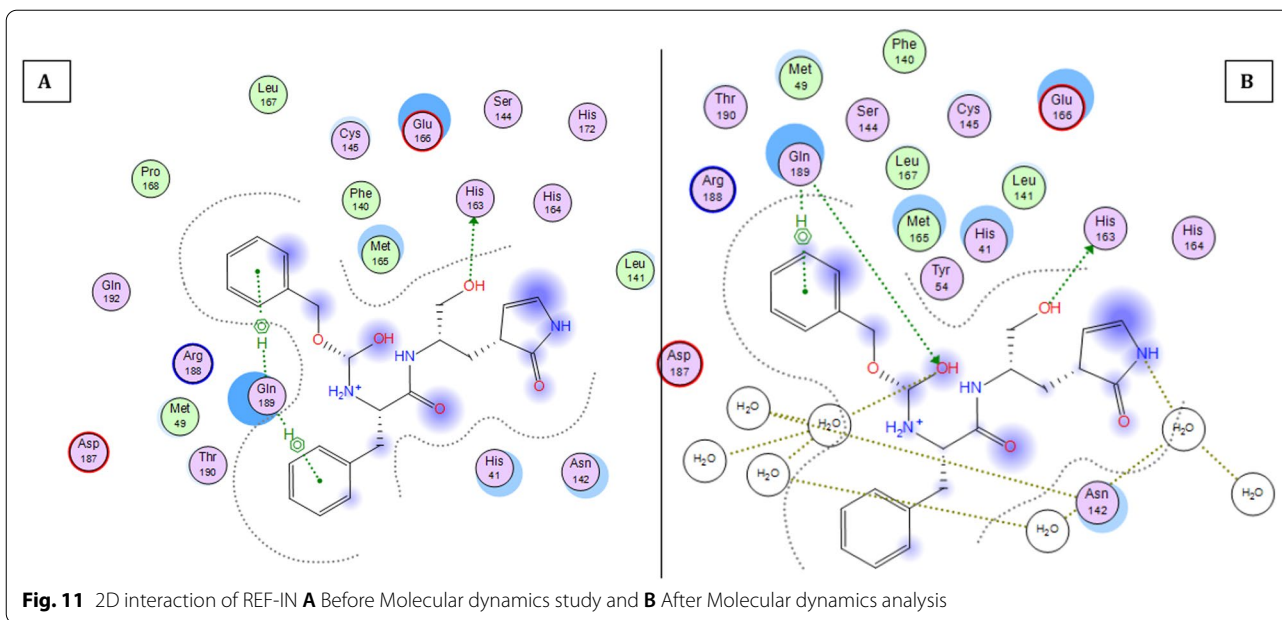 A
Leu
167
Glu
166
Ser
144
His
172
Cys
145
Pro
168
Phe
140
His
163
His
164
Met
165
Leu
141
Gln
192
OH
O
OH
HN
NH
O
H
Arg
188
Gln
189
H₂N⁺
O
Met
49
H
Asp
187
Thr
190
His
41
Asn
142
B
Phe
140
Met
49
Thr
190
Ser
144
Cys
145
Glu
166
Gln
189
Leu
167
Leu
141
Arg
188
Met
165
His
41
His
163
His
164
H
Tyr
54
OH
Asp
187
O
OH
HN
NH
O
H₂O
H₂O
H₂N⁺
O
H₂O
H₂O
H₂O
H₂O
Asn
142
H₂O
H₂O
Fig. 11 2D interaction of REF-IN A Before Molecular dynamics study and B After Molecular dynamics analysis